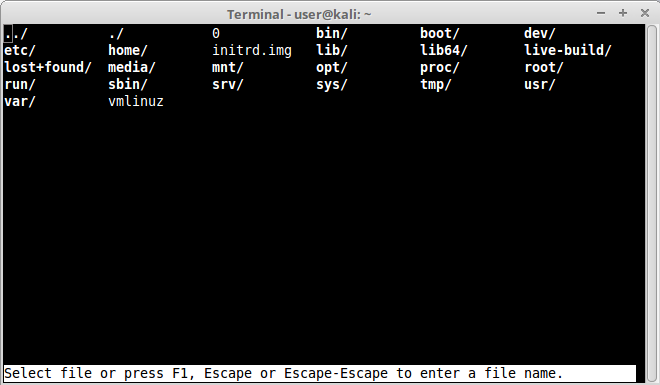 Terminal - user@kali: ~
../ ./ 0 bin/ boot/ dev/
etc/ home/ initrd.img lib/ lib64/ live-build/
lost+found/ media/ mnt/ opt/ proc/ root/
run/ sbin/ srv/ sys/ tmp/ usr/
var/ vmlinuz
Select file or press F1, Escape or Escape-Escape to enter a file name.